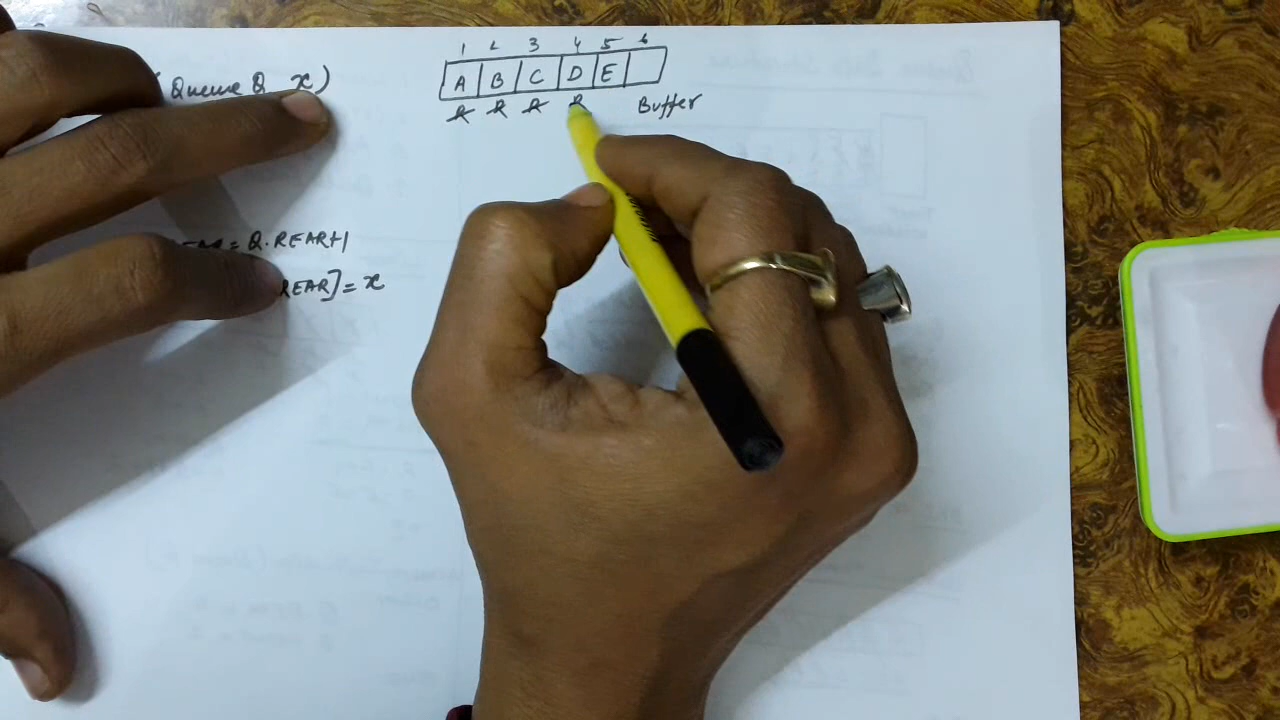 1 2 3 4 5 6
(Queue Q, x)
A B C D E
R R R R Buffer
= Q.REAR+1
REAR] = x